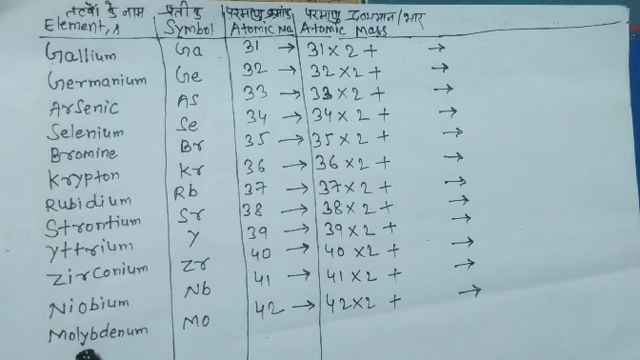 तत्वों के नाम प्रतीक परमाणु क्रमांक परमाणु द्रव्यमान/भार
Element,s Symbol Atomic Ma Atomic Mass
Gallium Ga 31 → 31×2 + →
Germanium Ge 32 → 32×2 + →
Arsenic As 33 → 33×2 + →
Selenium Se 34 → 34×2 + →
Bromine Br 35 → 35×2 + →
Krypton Kr 36 → 36×2 + →
Rubidium Rb 37 → 37×2 + →
Strontium Sr 38 → 38×2 + →
Yttrium Y 39 → 39×2 + →
Zirconium Zr 40 → 40×2 + →
Niobium Nb 41 → 41×2 + →
Molybdenum Mo 42 → 42×2 + →